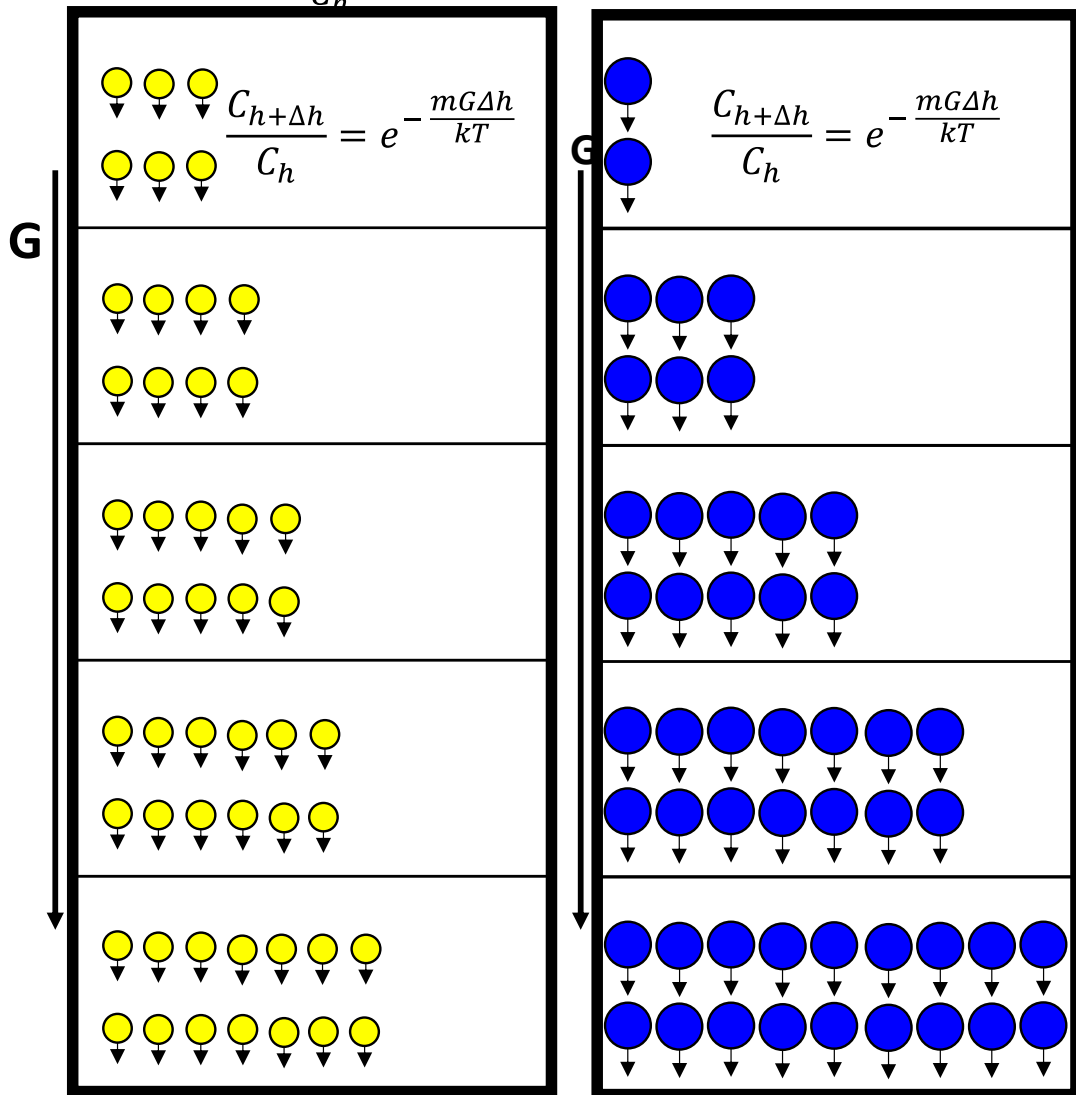 G
C_{h+Δh}/C_h = e^{-mGΔh/kT}
G
C_{h+Δh}/C_h = e^{-mGΔh/kT}